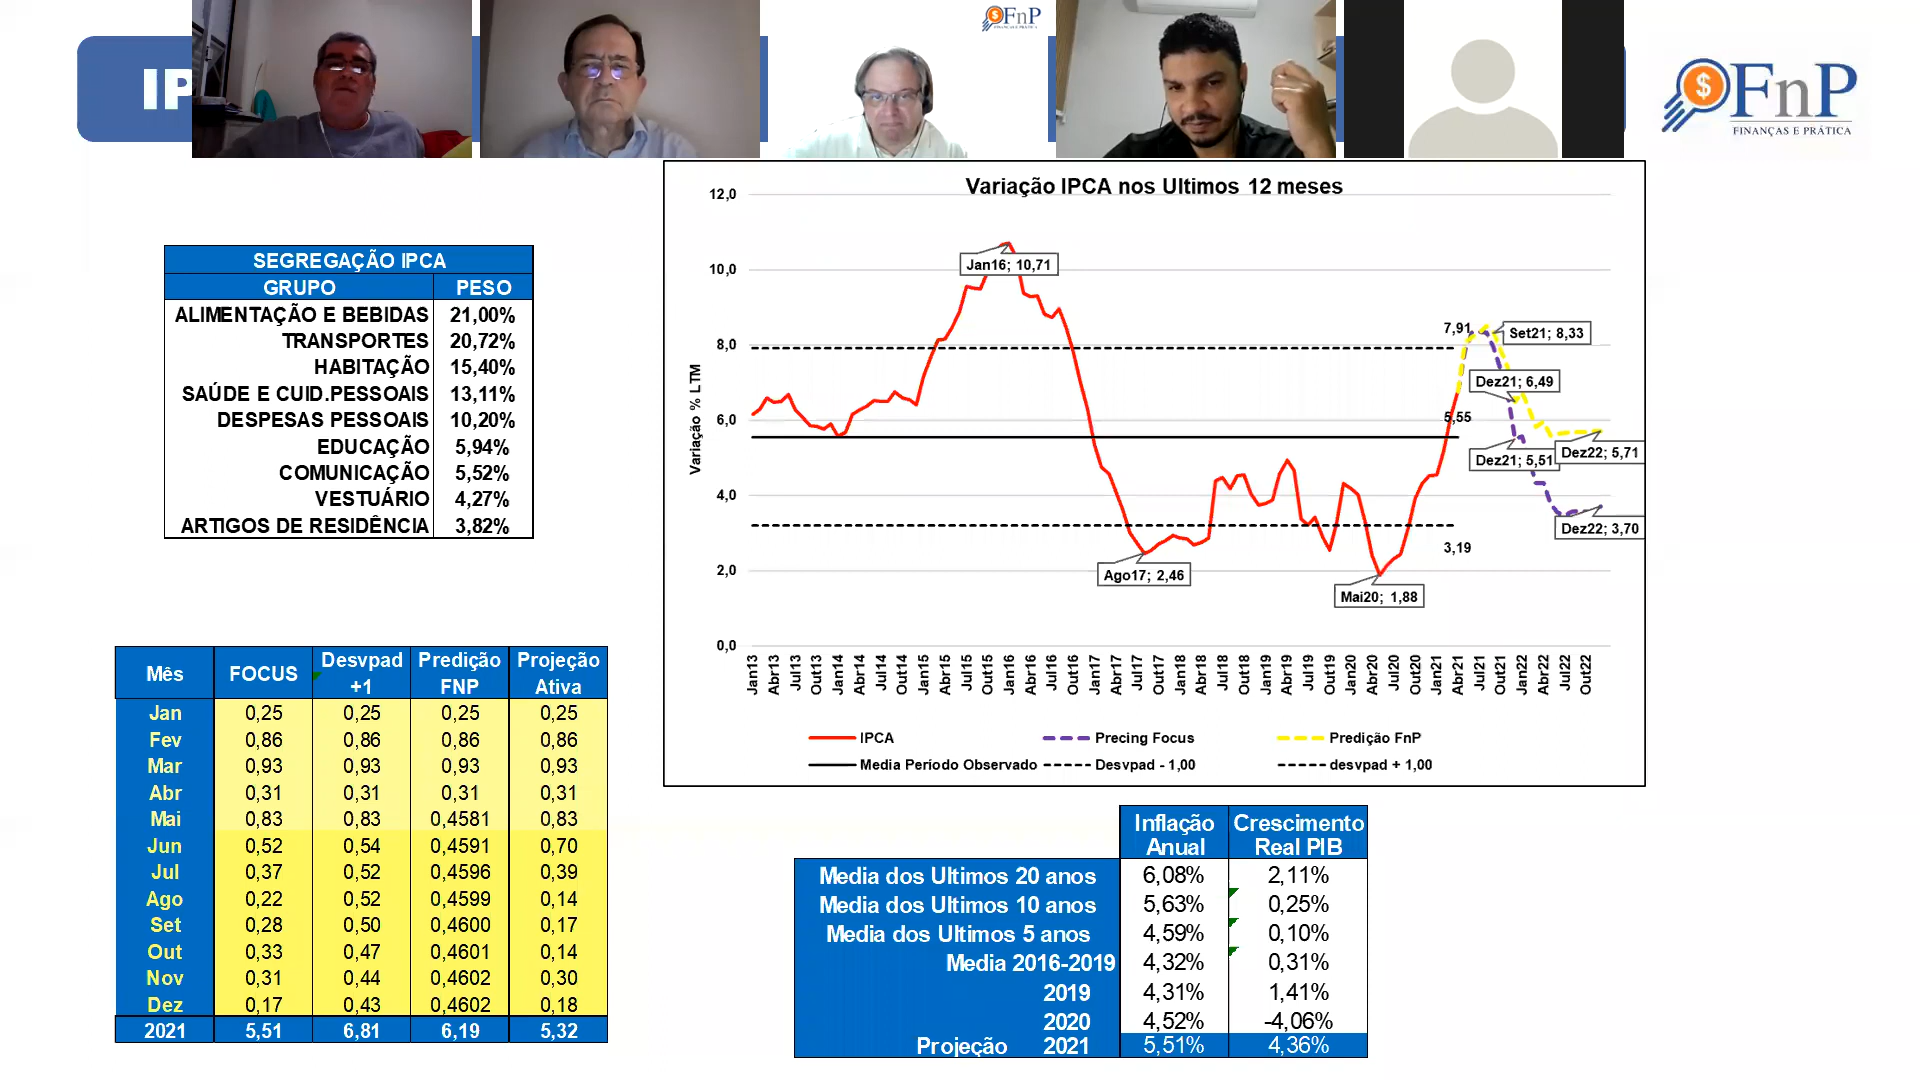 FnP
FINANÇAS E PRÁTICA
IP
$ FnP
FINANÇAS E PRÁTICA
SEGREGAÇÃO IPCA
GRUPO PESO
ALIMENTAÇÃO E BEBIDAS 21,00%
TRANSPORTES 20,72%
HABITAÇÃO 15,40%
SAÚDE E CUID.PESSOAIS 13,11%
DESPESAS PESSOAIS 10,20%
EDUCAÇÃO 5,94%
COMUNICAÇÃO 5,52%
VESTUÁRIO 4,27%
ARTIGOS DE RESIDÊNCIA 3,82%
Variação IPCA nos Ultimos 12 meses
Variação % LTM
12,0
10,0
8,0
6,0
4,0
2,0
0,0
Jan16; 10,71
7,91
Set21; 8,33
Dez21; 6,49
5,55
Dez21; 5,51
Dez22; 5,71
Dez22; 3,70
3,19
Ago17; 2,46
Mai20; 1,88
Jan13 Abr13 Jul13 Out13 Jan14 Abr14 Jul14 Out14 Jan15 Abr15 Jul15 Out15 Jan16 Abr16 Jul16 Out16 Jan17 Abr17 Jul17 Out17 Jan18 Abr18 Jul18 Out18 Jan19 Abr19 Jul19 Out19 Jan20 Abr20 Jul20 Out20 Jan21 Abr21 Jul21 Out21 Jan22 Abr22 Jul22 Out22
IPCA Precing Focus Predição FnP
Media Período Observado Desvpad - 1,00 desvpad + 1,00
Mês FOCUS Desvpad +1 Predição FNP Projeção Ativa
Jan 0,25 0,25 0,25 0,25
Fev 0,86 0,86 0,86 0,86
Mar 0,93 0,93 0,93 0,93
Abr 0,31 0,31 0,31 0,31
Mai 0,83 0,83 0,4581 0,83
Jun 0,52 0,54 0,4591 0,70
Jul 0,37 0,52 0,4596 0,39
Ago 0,22 0,52 0,4599 0,14
Set 0,28 0,50 0,4600 0,17
Out 0,33 0,47 0,4601 0,14
Nov 0,31 0,44 0,4602 0,30
Dez 0,17 0,43 0,4602 0,18
2021 5,51 6,81 6,19 5,32
Inflação Anual Crescimento Real PIB
Media dos Ultimos 20 anos 6,08% 2,11%
Media dos Ultimos 10 anos 5,63% 0,25%
Media dos Ultimos 5 anos 4,59% 0,10%
Media 2016-2019 4,32% 0,31%
2019 4,31% 1,41%
2020 4,52% -4,06%
Projeção 2021 5,51% 4,36%